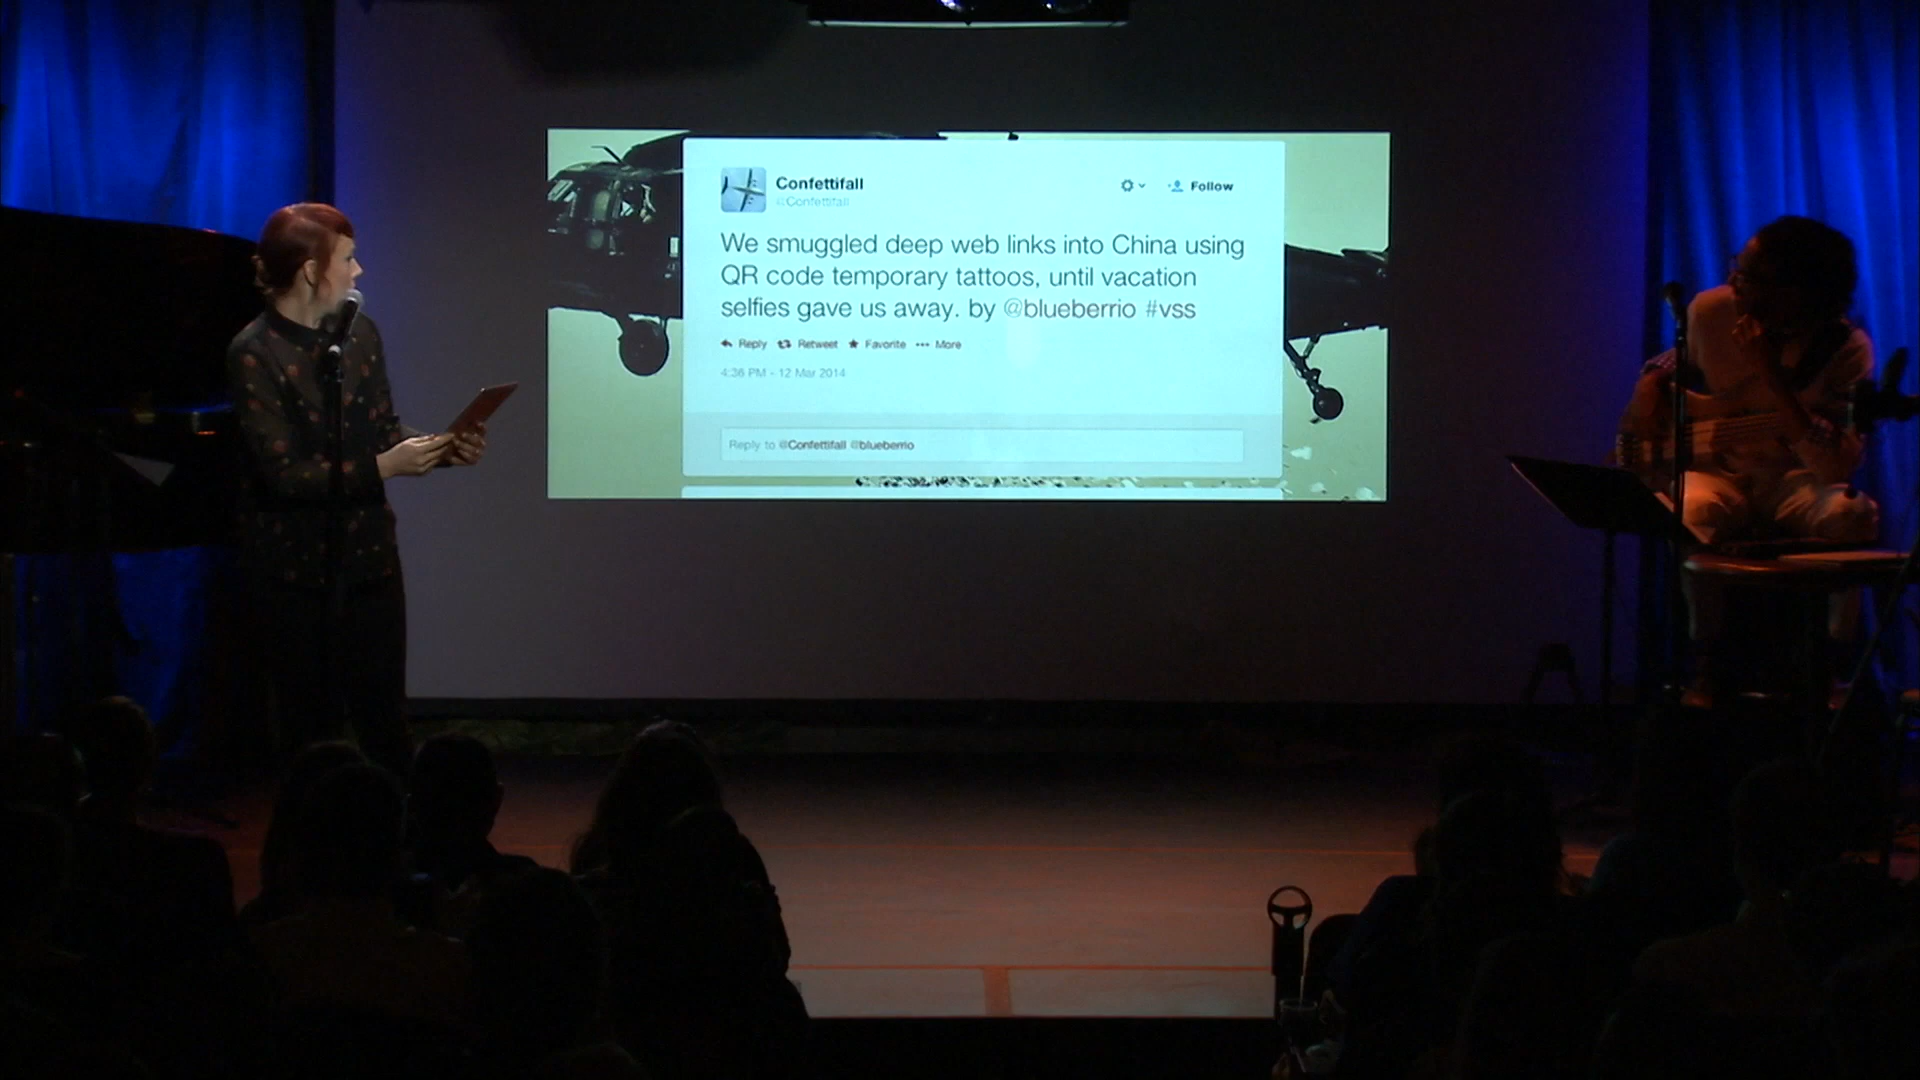 Confettifall
@Confettifall
Follow
We smuggled deep web links into China using
QR code temporary tattoos, until vacation
selfies gave us away. by @blueberrio #vss
Reply Retweet Favorite More
4:36 PM - 12 Mar 2014
Reply to @Confettifall @blueberrio